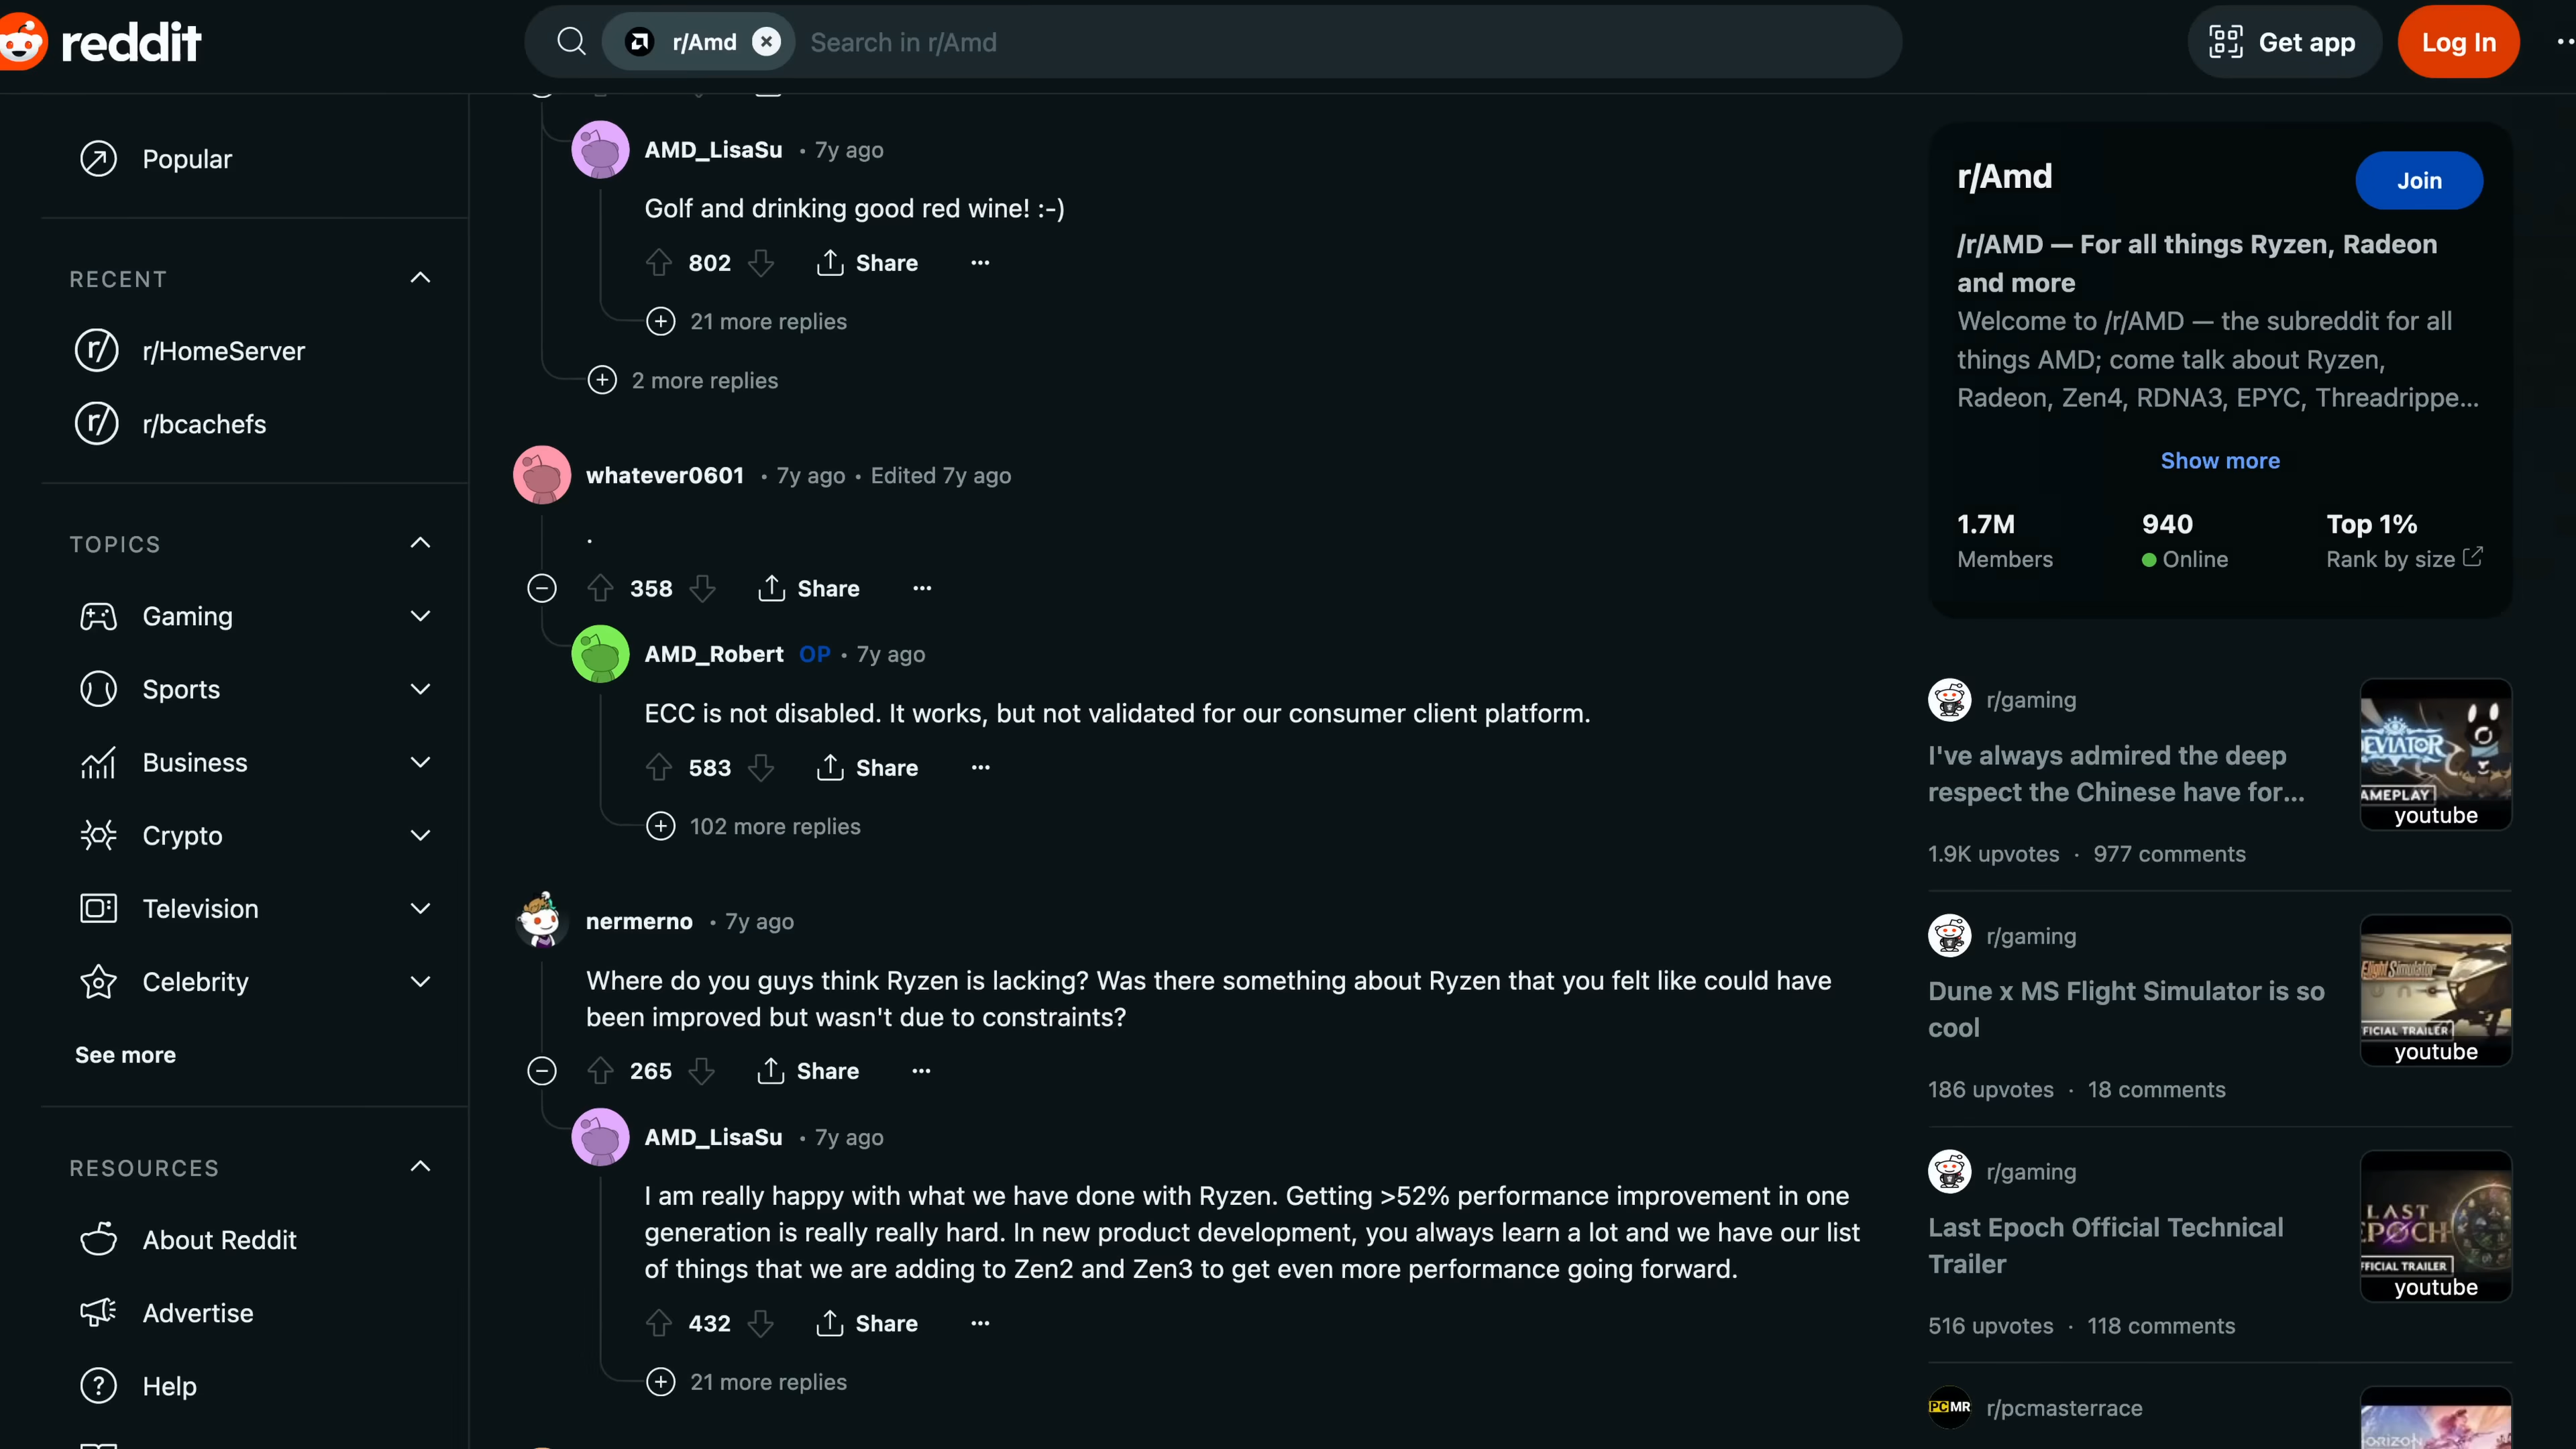 reddit
r/Amd
Search in r/Amd
Get app
Log In
Popular
RECENT
r/HomeServer
r/bcachefs
TOPICS
Gaming
Sports
Business
Crypto
Television
Celebrity
See more
RESOURCES
About Reddit
Advertise
Help
AMD_LisaSu • 7y ago
Golf and drinking good red wine! :-)
802 Share
21 more replies
2 more replies
whatever0601 • 7y ago • Edited 7y ago
.
358 Share
AMD_Robert OP • 7y ago
ECC is not disabled. It works, but not validated for our consumer client platform.
583 Share
102 more replies
nermerno • 7y ago
Where do you guys think Ryzen is lacking? Was there something about Ryzen that you felt like could have
been improved but wasn't due to constraints?
265 Share
AMD_LisaSu • 7y ago
I am really happy with what we have done with Ryzen. Getting >52% performance improvement in one
generation is really really hard. In new product development, you always learn a lot and we have our list
of things that we are adding to Zen2 and Zen3 to get even more performance going forward.
432 Share
21 more replies
r/Amd
Join
/r/AMD — For all things Ryzen, Radeon
and more
Welcome to /r/AMD — the subreddit for all
things AMD; come talk about Ryzen,
Radeon, Zen4, RDNA3, EPYC, Threadrippe...
Show more
1.7M 940 Top 1%
Members Online Rank by size
r/gaming
I've always admired the deep
respect the Chinese have for...
1.9K upvotes · 977 comments
EVIATOR
AMEPLAY
youtube
r/gaming
Dune x MS Flight Simulator is so
cool
186 upvotes · 18 comments
Flight Simulator
FICIAL TRAILER
youtube
r/gaming
Last Epoch Official Technical
Trailer
516 upvotes · 118 comments
LAST
EPOCH
FFICIAL TRAILER
youtube
PCMR
r/pcmasterrace
ORIZON